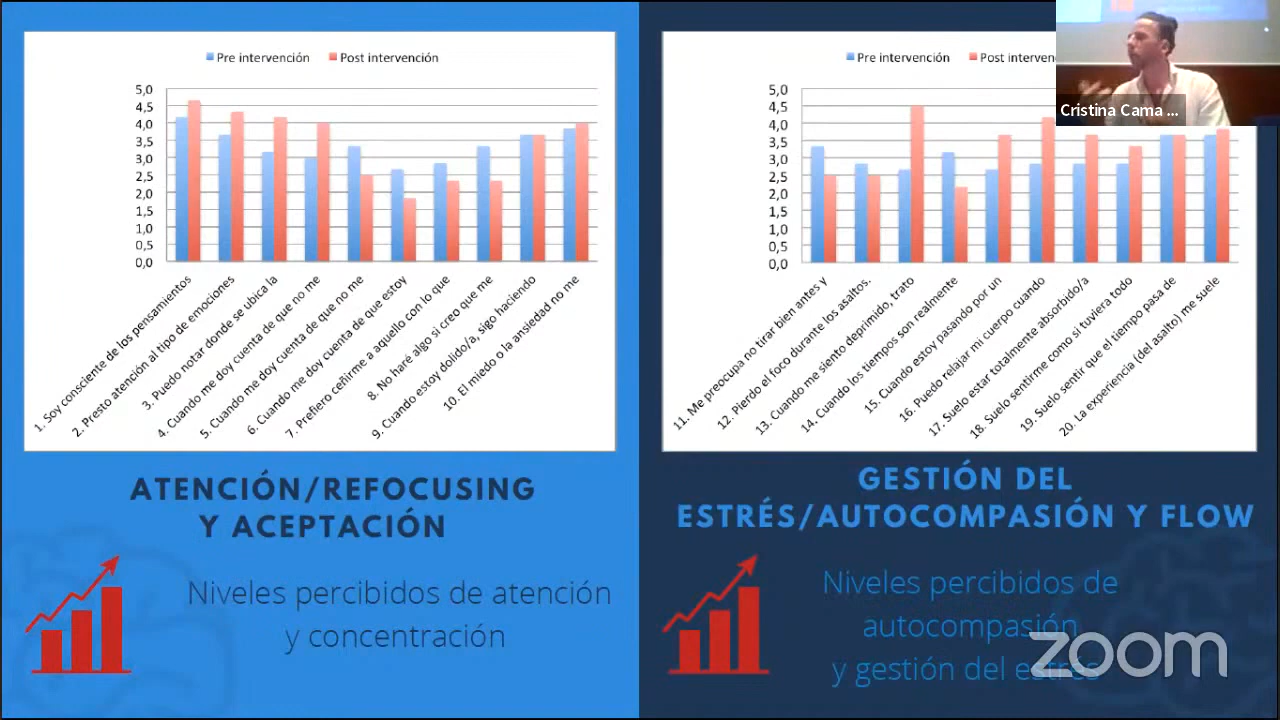 Pre intervención Post intervención
5,0
4,5
4,0
3,5
3,0
2,5
2,0
1,5
1,0
0,5
0,0
1. Soy consciente de los pensamientos
2. Presto atención al tipo de emociones
3. Puedo notar donde se ubica la
4. Cuando me doy cuenta de que no me
5. Cuando me doy cuenta de que no me
6. Cuando me doy cuenta de que estoy
7. Prefiero ceñirme a aquello con lo que
8. No haré algo si creo que me
9. Cuando estoy dolido/a, sigo haciendo
10. El miedo o la ansiedad no me
ATENCIÓN/REFOCUSING
Y ACEPTACIÓN
Niveles percibidos de atención
y concentración
Pre intervención Post interven
Cristina Cama ...
5,0
4,5
4,0
3,5
3,0
2,5
2,0
1,5
1,0
0,5
0,0
11. Me preocupa no tirar bien antes y
12. Pierdo el foco durante los asaltos.
13. Cuando me siento deprimido, trato
14. Cuando los tiempos son realmente
15. Cuando estoy pasando por un
16. Puedo relajar mi cuerpo cuando
17. Suelo estar totalmente absorbido/a
18. Suelo sentirme como si tuviera todo
19. Suelo sentir que el tiempo pasa de
20. La experiencia (del asalto) me suele
GESTIÓN DEL
ESTRÉS/AUTOCOMPASIÓN Y FLOW
Niveles percibidos de
autocompasión
y gestión del estrés
zoom